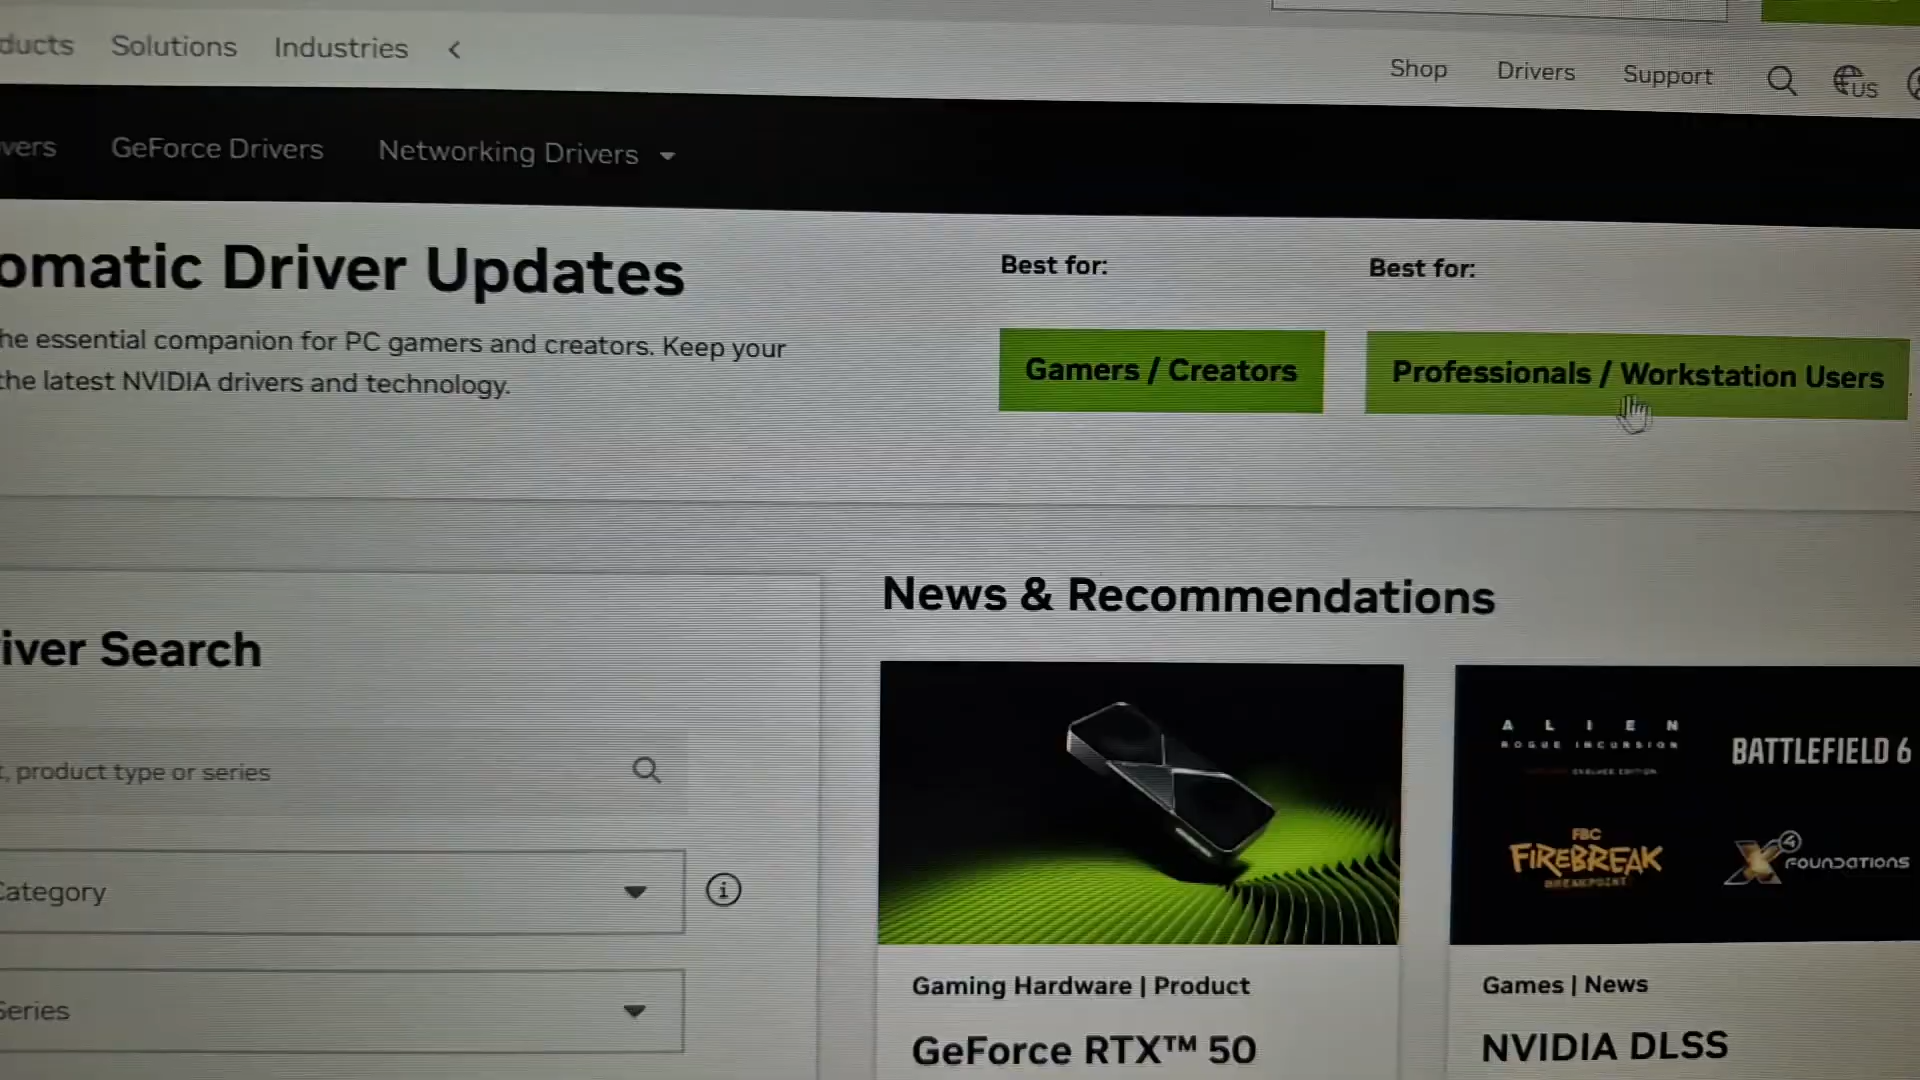 ducts Solutions Industries <
Shop Drivers Support US
vers GeForce Drivers Networking Drivers
omatic Driver Updates
he essential companion for PC gamers and creators. Keep your
the latest NVIDIA drivers and technology.
Best for:
Gamers / Creators
Best for:
Professionals / Workstation Users
iver Search
t, product type or series
Category
Series
News & Recommendations
Gaming Hardware | Product
GeForce RTX™ 50
ALIEN
ROGUE INCURSION
BATTLEFIELD 6
FBC
FIREBREAK
BREAKPOINT
X4
FOUNDATIONS
Games | News
NVIDIA DLSS